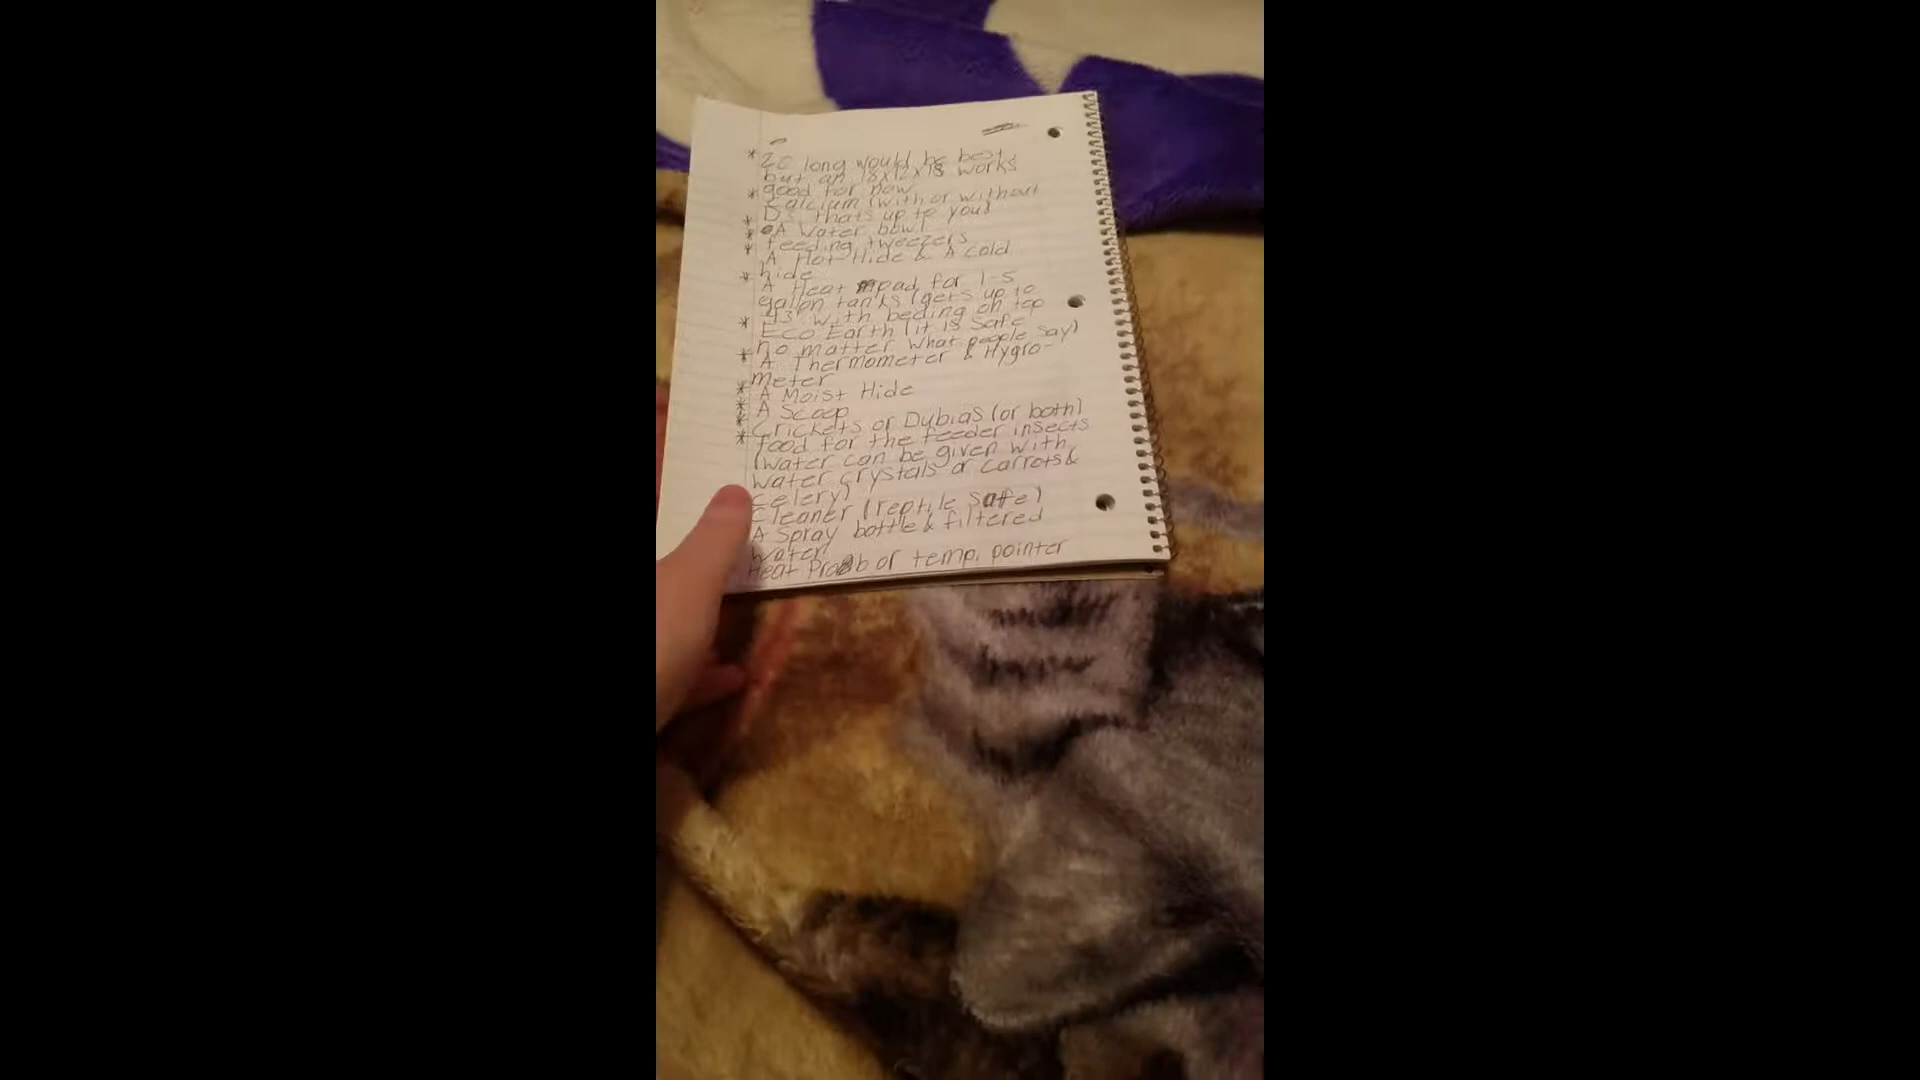 * 20 long would be best,
but an 18x12x18 works
good for now
* Calcium (with or without
D3, thats up to you)
* A Water bowl
* feeding tweezers
* A Hot Hide & A cold
hide
* A Heat pad for 1-5
gallon tanks (gets up to
93° with beding on top
* Eco Earth (it is safe
no matter what people say)
* A Thermometer & Hygro-
meter
* A Moist Hide
* A Scoop
* Crickets or Dubias (or both)
* food for the feeder insects
(Water can be given with
water crystals or carrots &
celery)
Cleaner (reptile safe)
A Spray bottle & filtered
water
Heat Prob or temp. pointer